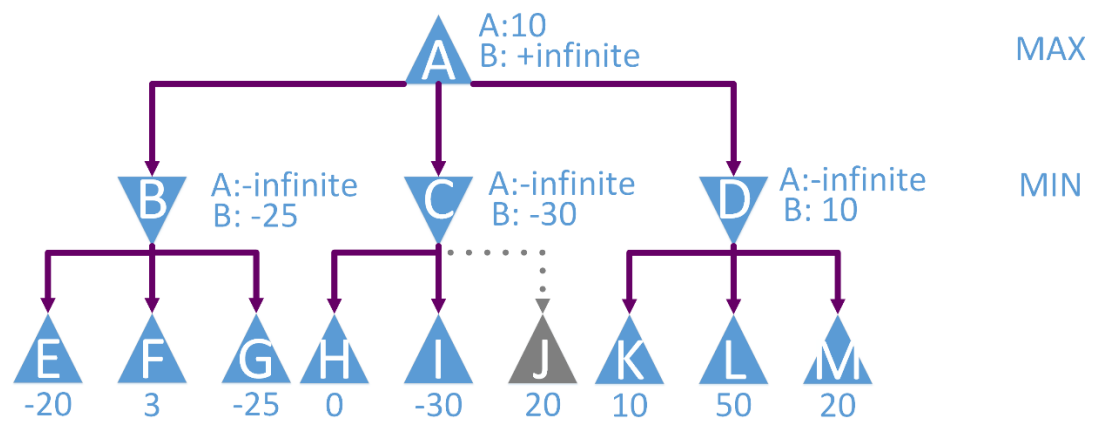 A:10
A B: +infinite MAX
B A:-infinite C A:-infinite D A:-infinite MIN
B: -25 B: -30 B: 10
E F G H I J K L M
-20 3 -25 0 -30 20 10 50 20